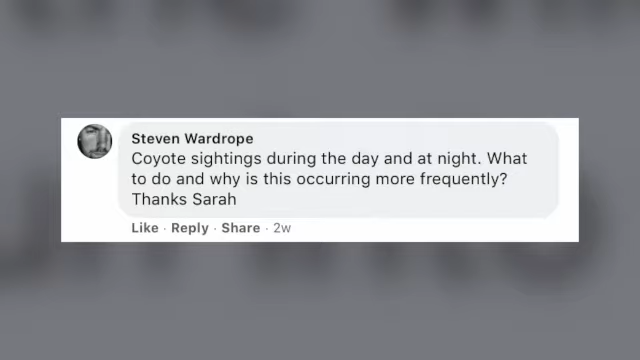 Steven Wardrope
Coyote sightings during the day and at night. What
to do and why is this occurring more frequently?
Thanks Sarah
Like · Reply · Share · 2w